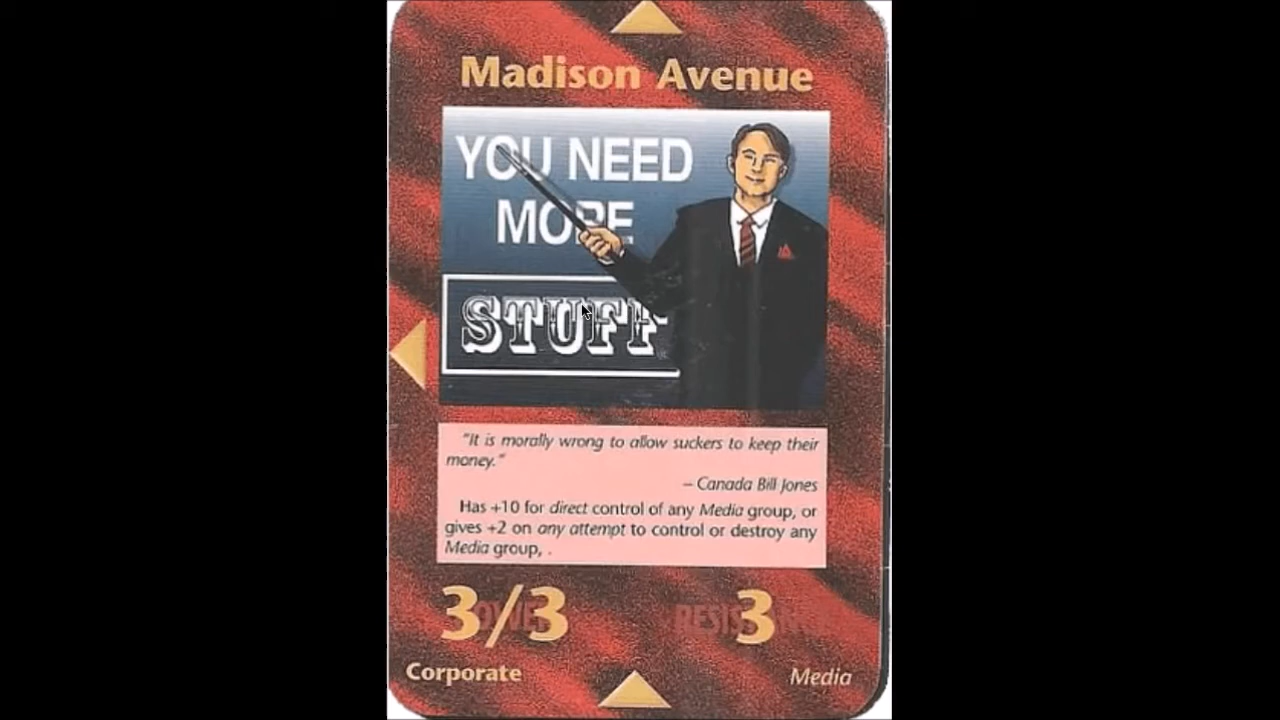 Madison Avenue
YOU NEED
MORE
STUFF
"It is morally wrong to allow suckers to keep their
money."
– Canada Bill Jones
Has +10 for direct control of any Media group, or
gives +2 on any attempt to control or destroy any
Media group, .
3/3 POWER RESISTANCE 3
Corporate Media